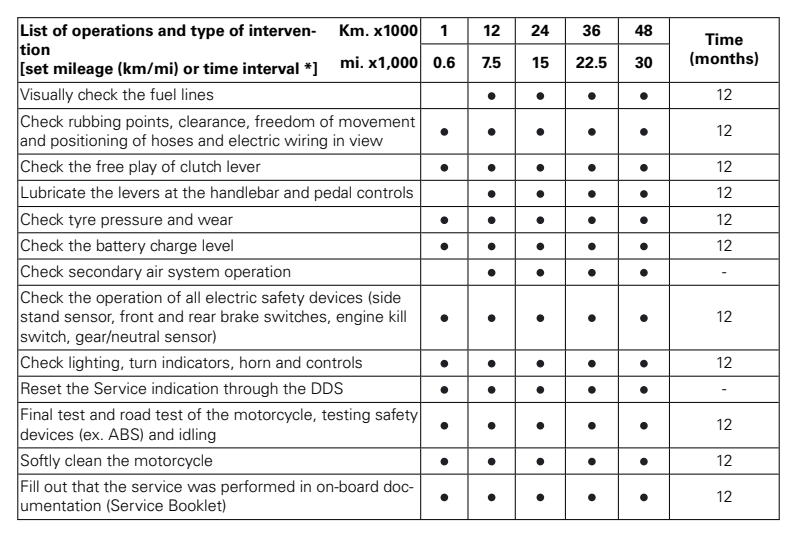 List of operations and type of interven- Km. x1000 1 12 24 36 48 Time
tion
[set mileage (km/mi) or time interval *] mi. x1,000 0.6 7.5 15 22.5 30 (months)
Visually check the fuel lines ● ● ● ● 12
Check rubbing points, clearance, freedom of movement
and positioning of hoses and electric wiring in view ● ● ● ● ● 12
Check the free play of clutch lever ● ● ● ● ● 12
Lubricate the levers at the handlebar and pedal controls ● ● ● ● 12
Check tyre pressure and wear ● ● ● ● ● 12
Check the battery charge level ● ● ● ● ● 12
Check secondary air system operation ● ● ● ● -
Check the operation of all electric safety devices (side
stand sensor, front and rear brake switches, engine kill ● ● ● ● ● 12
switch, gear/neutral sensor)
Check lighting, turn indicators, horn and controls ● ● ● ● ● 12
Reset the Service indication through the DDS ● ● ● ● ● -
Final test and road test of the motorcycle, testing safety
devices (ex. ABS) and idling ● ● ● ● ● 12
Softly clean the motorcycle ● ● ● ● ● 12
Fill out that the service was performed in on-board doc-
umentation (Service Booklet) ● ● ● ● ● 12